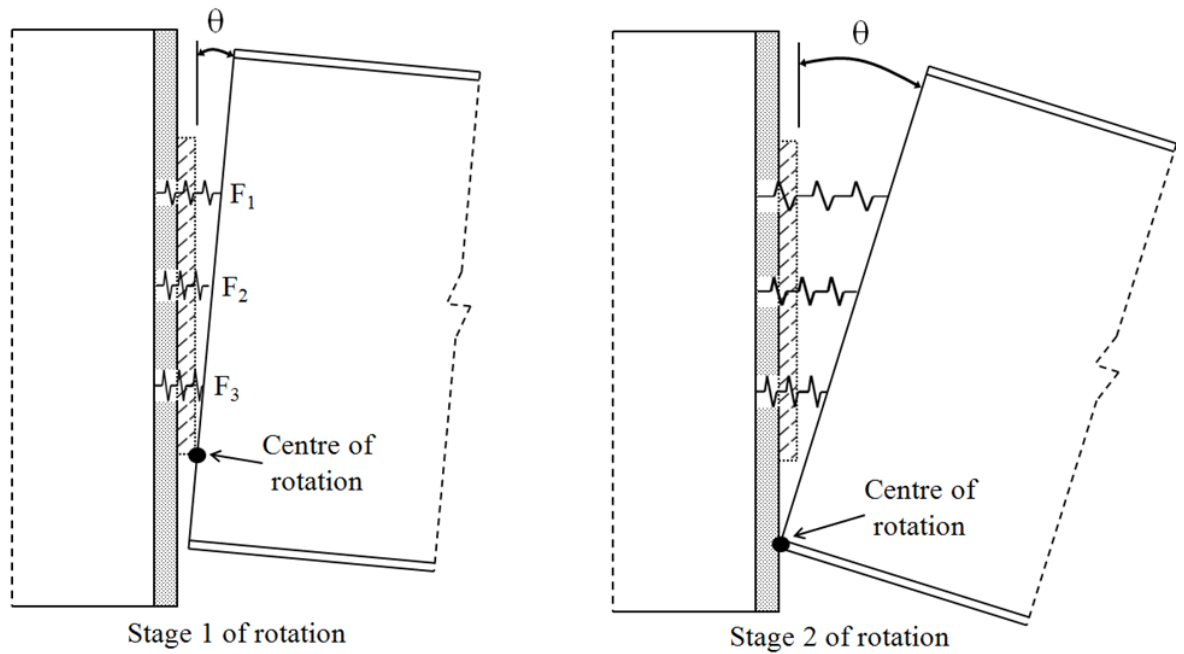 θ
F1
F2
F3
Centre of
rotation
Stage 1 of rotation
θ
Centre of
rotation
Stage 2 of rotation